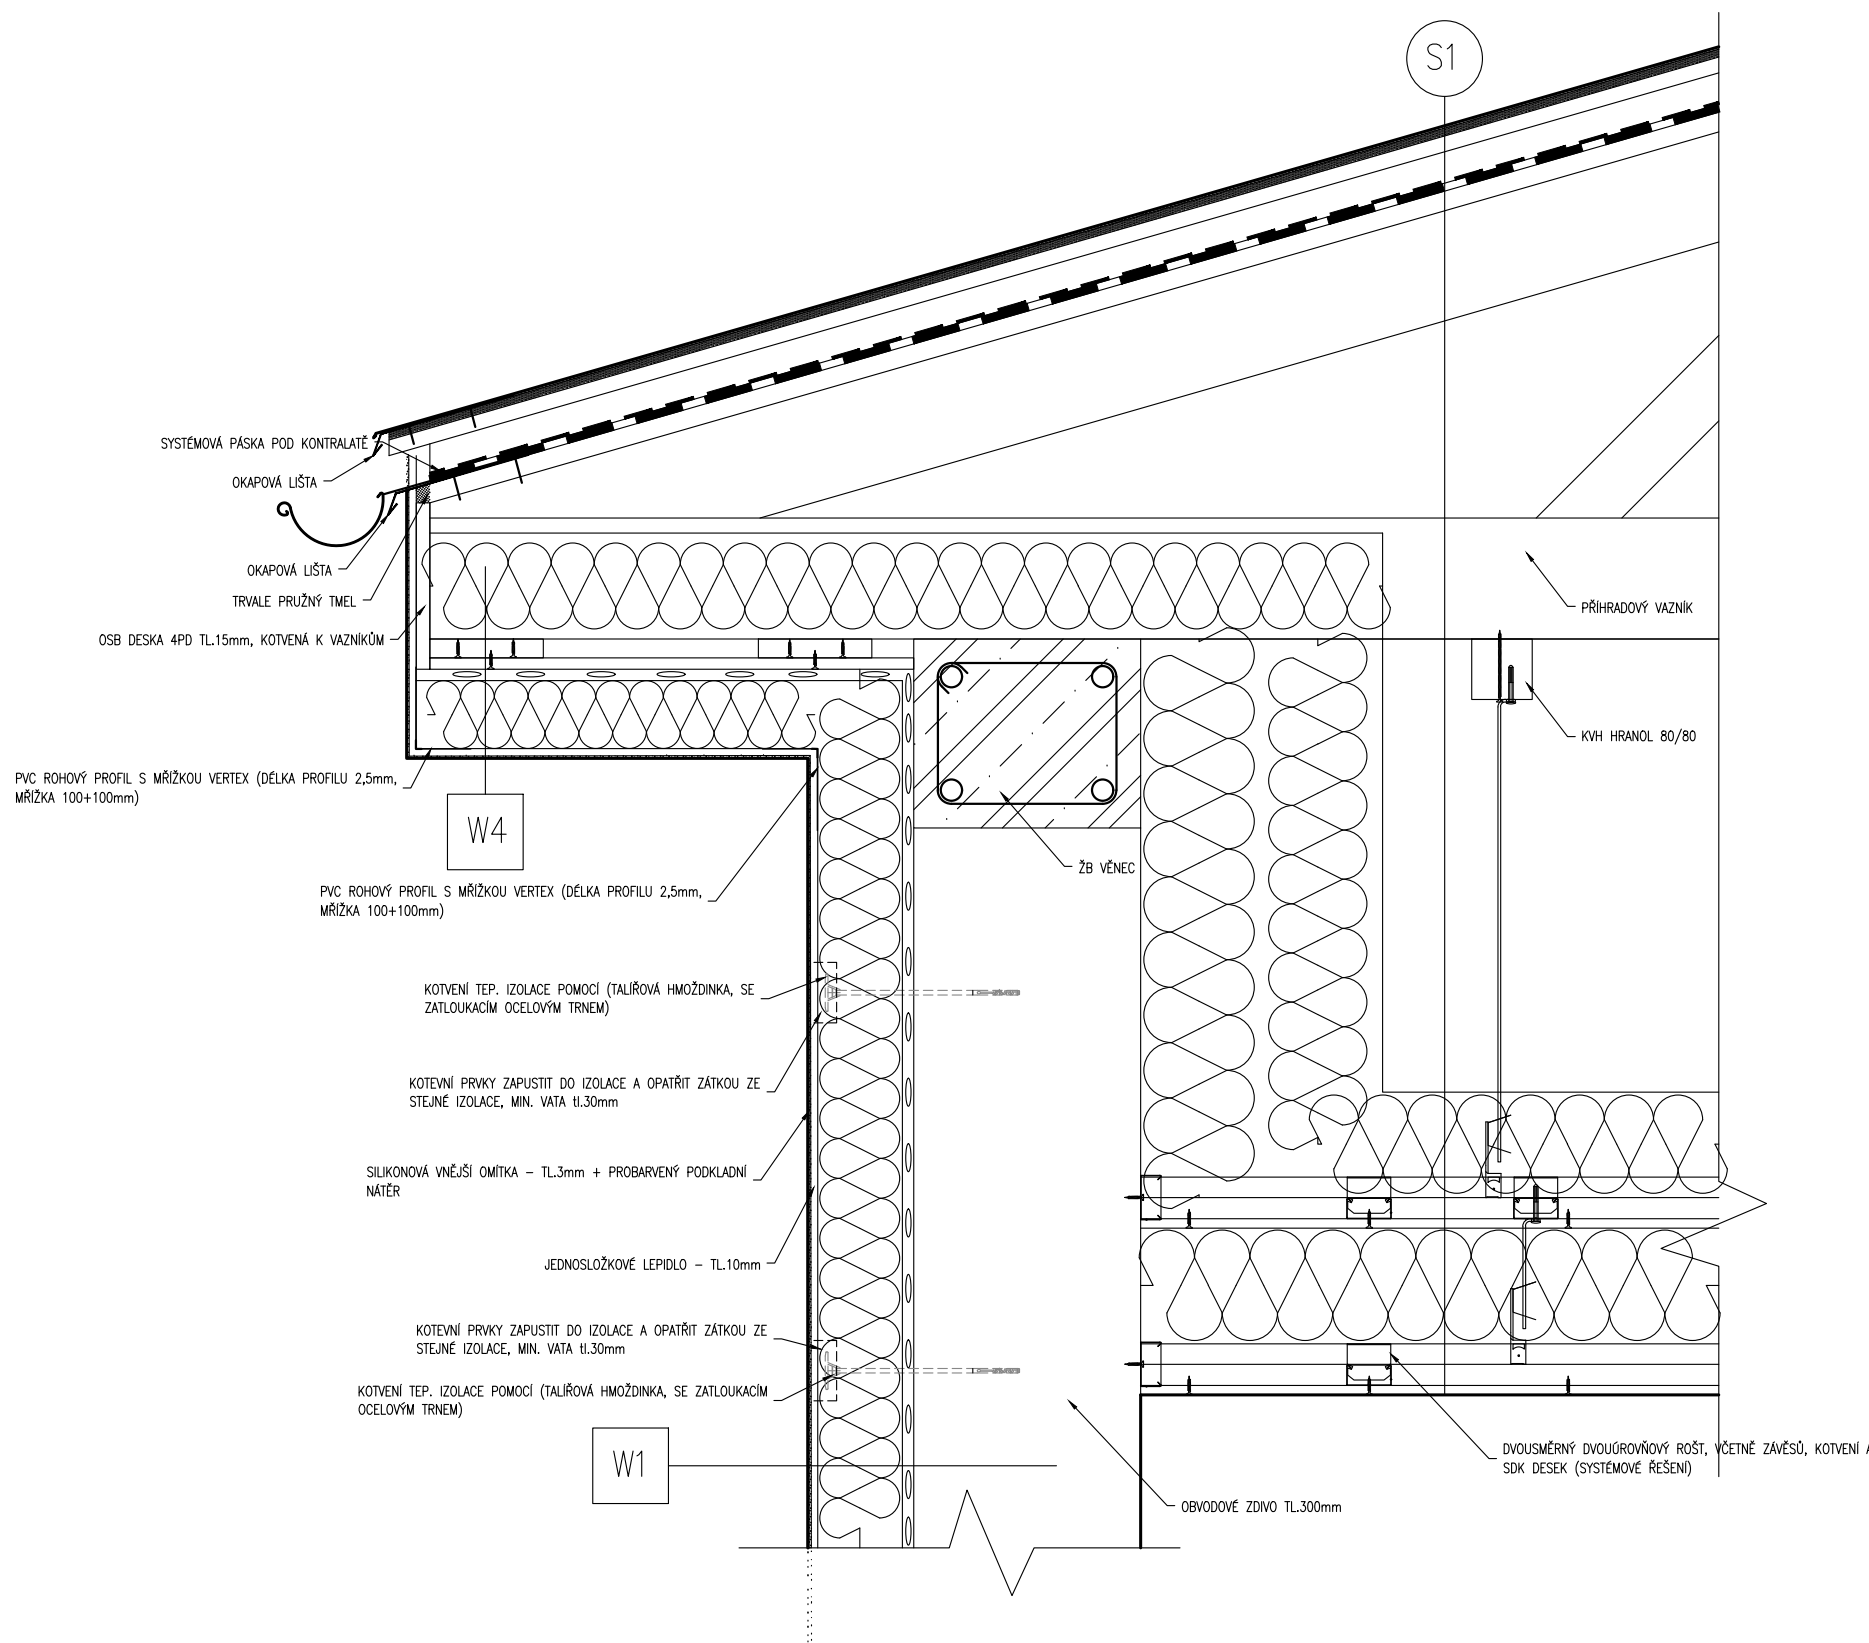 S1
SYSTÉMOVÁ PÁSKA POD KONTRALATĚ
OKAPOVÁ LIŠTA
OKAPOVÁ LIŠTA
TRVALE PRUŽNÝ TMEL
OSB DESKA 4PD TL.15mm, KOTVENÁ K VAZNÍKŮM
PŘÍHRADOVÝ VAZNÍK
KVH HRANOL 80/80
PVC ROHOVÝ PROFIL S MŘÍŽKOU VERTEX (DÉLKA PROFILU 2,5mm,
MŘÍŽKA 100+100mm)
W4
ŽB VĚNEC
PVC ROHOVÝ PROFIL S MŘÍŽKOU VERTEX (DÉLKA PROFILU 2,5mm,
MŘÍŽKA 100+100mm)
KOTVENÍ TEP. IZOLACE POMOCÍ (TALÍŘOVÁ HMOŽDINKA, SE
ZATLOUKACÍM OCELOVÝM TRNEM)
KOTEVNÍ PRVKY ZAPUSTIT DO IZOLACE A OPATŘIT ZÁTKOU ZE
STEJNÉ IZOLACE, MIN. VATA tl.30mm
SILIKONOVÁ VNĚJŠÍ OMÍTKA – TL.3mm + PROBARVENÝ PODKLADNÍ
NÁTĚR
JEDNOSLOŽKOVÉ LEPIDLO – TL.10mm
KOTEVNÍ PRVKY ZAPUSTIT DO IZOLACE A OPATŘIT ZÁTKOU ZE
STEJNÉ IZOLACE, MIN. VATA tl.30mm
KOTVENÍ TEP. IZOLACE POMOCÍ (TALÍŘOVÁ HMOŽDINKA, SE ZATLOUKACÍM
OCELOVÝM TRNEM)
W1
DVOUSMĚRNÝ DVOUÚROVŇOVÝ ROŠT, VČETNĚ ZÁVĚSŮ, KOTVENÍ A
SDK DESEK (SYSTÉMOVÉ ŘEŠENÍ)
OBVODOVÉ ZDIVO TL.300mm